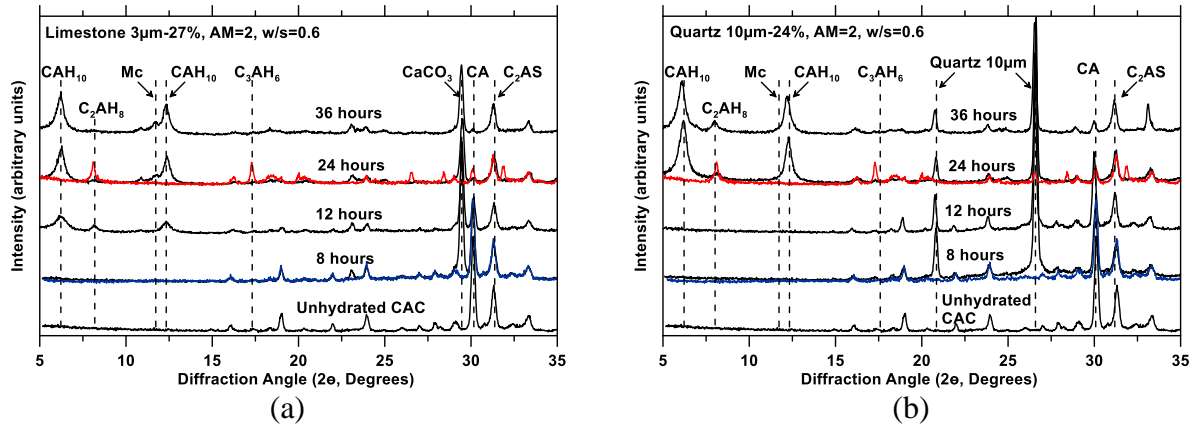 Limestone 3μm-27%, AM=2, w/s=0.6
CAH₁₀
Mc
CAH₁₀
C₃AH₆
CaCO₃
CA
C₂AS
C₂AH₈
36 hours
24 hours
12 hours
8 hours
Unhydrated CAC
Intensity (arbitrary units)
5 10 15 20 25 30 35
Diffraction Angle (2ɵ, Degrees)
(a)
Quartz 10μm-24%, AM=2, w/s=0.6
CAH₁₀
Mc
CAH₁₀
C₃AH₆
Quartz 10μm
CA
C₂AS
C₂AH₈
36 hours
24 hours
12 hours
8 hours
Unhydrated
CAC
Intensity (arbitrary units)
5 10 15 20 25 30 35
Diffraction Angle (2ɵ, Degrees)
(b)